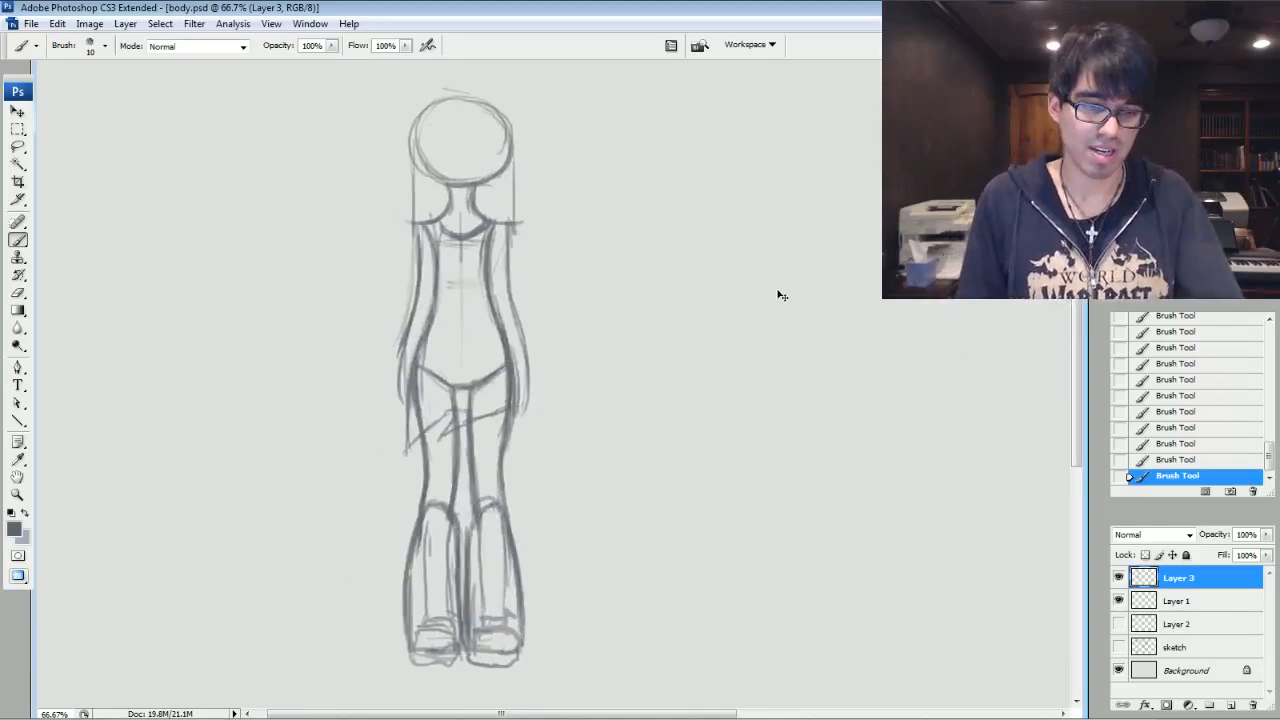 Adobe Photoshop CS3 Extended - [body.psd @ 66.7% (Layer 3, RGB/8)]
File Edit Image Layer Select Filter Analysis View Window Help
Brush: 10 Mode: Normal Opacity: 100% Flow: 100% Workspace
Ps
WORLD
WARCRAFT
Brush Tool
Brush Tool
Brush Tool
Brush Tool
Brush Tool
Brush Tool
Brush Tool
Brush Tool
Brush Tool
Brush Tool
Brush Tool
Normal Opacity: 100%
Lock: Fill: 100%
Layer 3
Layer 1
Layer 2
sketch
Background
66.67% Doc: 19.8M/21.1M